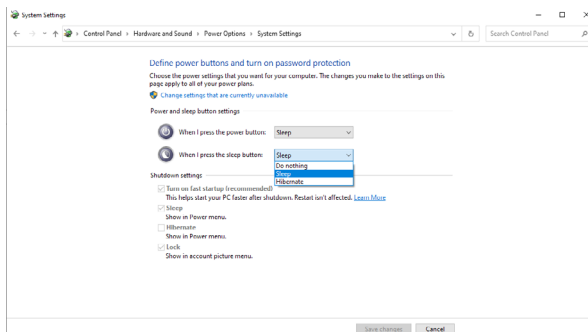 System Settings
Control Panel > Hardware and Sound > Power Options > System Settings
Search Control Panel
Define power buttons and turn on password protection
Choose the power settings that you want for your computer. The changes you make to the settings on this
page apply to all of your power plans.
Change settings that are currently unavailable
Power and sleep button settings
When I press the power button: Sleep
When I press the sleep button: Sleep
Do nothing
Sleep
Hibernate
Shutdown settings
Turn on fast startup (recommended)
This helps start your PC faster after shutdown. Restart isn't affected. Learn More
Sleep
Show in Power menu.
Hibernate
Show in Power menu.
Lock
Show in account picture menu.
Save changes
Cancel